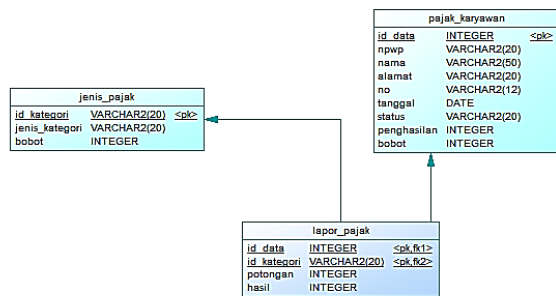 pajak_karyawan
id_data INTEGER <pk>
npwp VARCHAR2(20)
nama VARCHAR2(50)
alamat VARCHAR2(20)
no VARCHAR2(12)
tanggal DATE
status VARCHAR2(20)
penghasilan INTEGER
bobot INTEGER
jenis_pajak
id_kategori VARCHAR2(20) <pk>
jenis_kategori VARCHAR2(20)
bobot INTEGER
lapor_pajak
id_data INTEGER <pk,fk1>
id_kategori VARCHAR2(20) <pk,fk2>
potongan INTEGER
hasil INTEGER